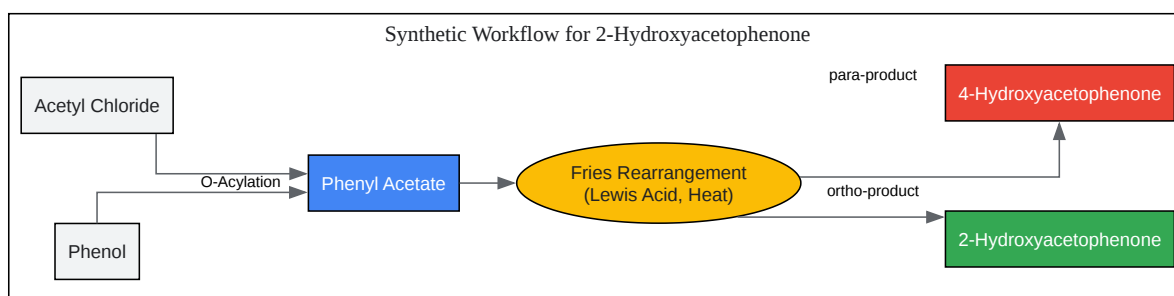 Synthetic Workflow for 2-Hydroxyacetophenone
Acetyl Chloride
Phenol
O-Acylation
Phenyl Acetate
Fries Rearrangement
(Lewis Acid, Heat)
para-product
4-Hydroxyacetophenone
ortho-product
2-Hydroxyacetophenone